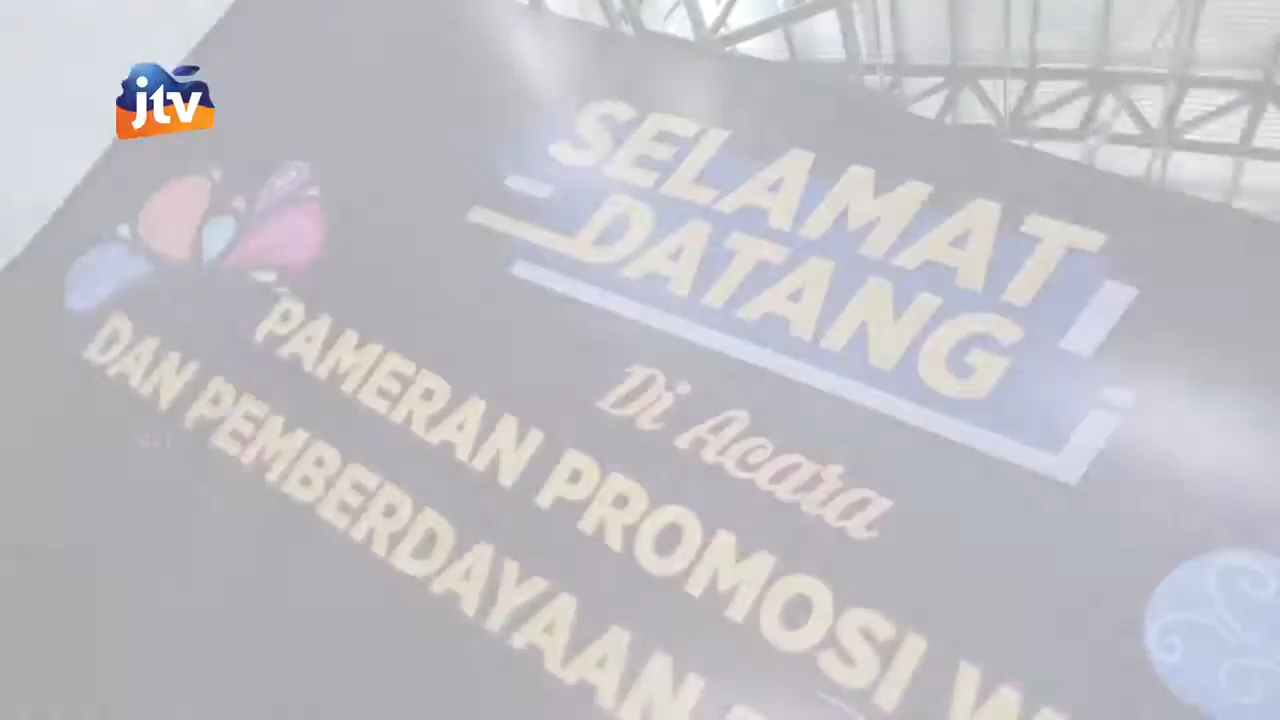 jtv
SELAMAT
DATANG
Di Acara
PAMERAN PROMOSI
DAN PEMBERDAYAAN